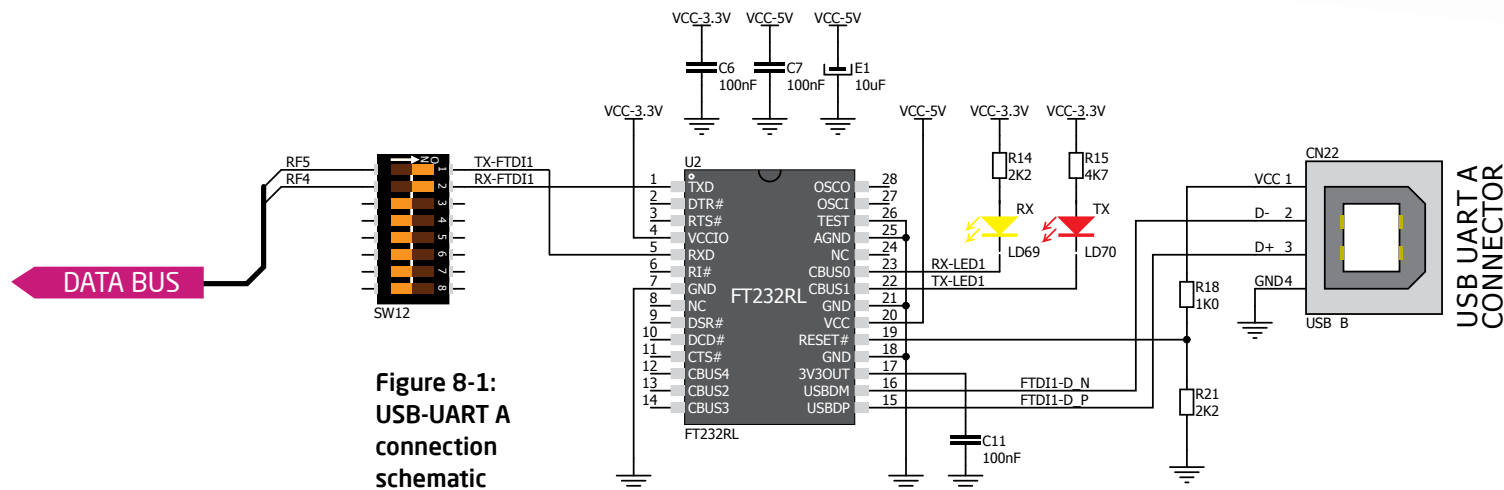 VCC-3.3V VCC-5V VCC-5V
C6 100nF
C7 100nF
E1 10uF
VCC-3.3V
VCC-5V VCC-3.3V VCC-3.3V
R14 2K2
R15 4K7
RX
LD69
TX
LD70
RX-LED1
TX-LED1
DATA BUS
RF5
RF4
O N
1
2
3
4
5
6
7
8
SW12
TX-FTDI1
RX-FTDI1
U2
1 TXD
2 DTR#
3 RTS#
4 VCCIO
5 RXD
6 RI#
7 GND
8 NC
9 DSR#
10 DCD#
11 CTS#
12 CBUS4
13 CBUS2
14 CBUS3
FT232RL
OSCO 28
OSCI 27
TEST 26
AGND 25
NC 24
CBUS0 23
CBUS1 22
GND 21
VCC 20
RESET# 19
GND 18
3V3OUT 17
USBDM 16
USBDP 15
FT232RL
C11 100nF
FTDI1-D_N
FTDI1-D_P
R18 1K0
R21 2K2
CN22
VCC 1
D- 2
D+ 3
GND 4
USB B
USB UART A
CONNECTOR
Figure 8-1:
USB-UART A
connection
schematic